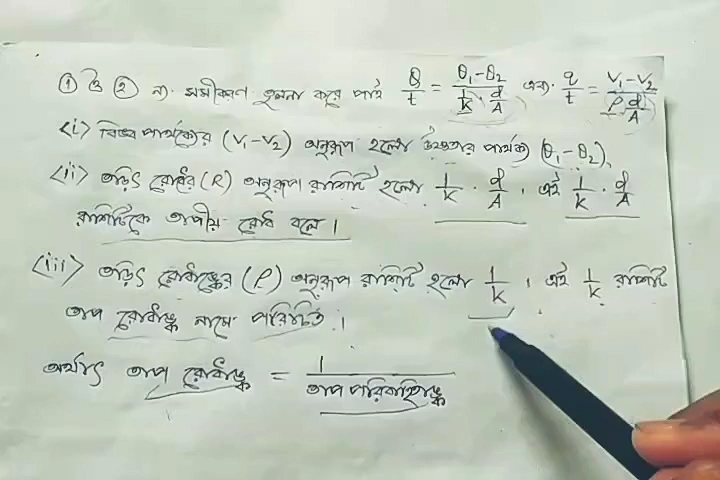 ① ও ② নং সমীকরণ তুলনা করে পাই Q/t = (θ₁-θ₂)/(1/k · d/A) এবং q/t = (V₁-V₂)/(ρ d/A)
<i> বিভব পার্থক্যের (V₁-V₂) অনুরূপ হলো উষ্ণতার পার্থক্য (θ₁-θ₂),
<ii> তড়িৎ রোধের (R) অনুরূপ রাশিটি হলো 1/k · d/A, এই 1/k · d/A
রাশিটিকে তাপীয় রোধ বলে।
<iii> তড়িৎ রোধাঙ্কের (ρ) অনুরূপ রাশিটি হলো 1/k, এই 1/k রাশিটি
তাপ রোধাঙ্ক নামে পরিচিত।
অর্থাৎ তাপ রোধাঙ্ক = 1/তাপ পরিবাহিতাঙ্ক